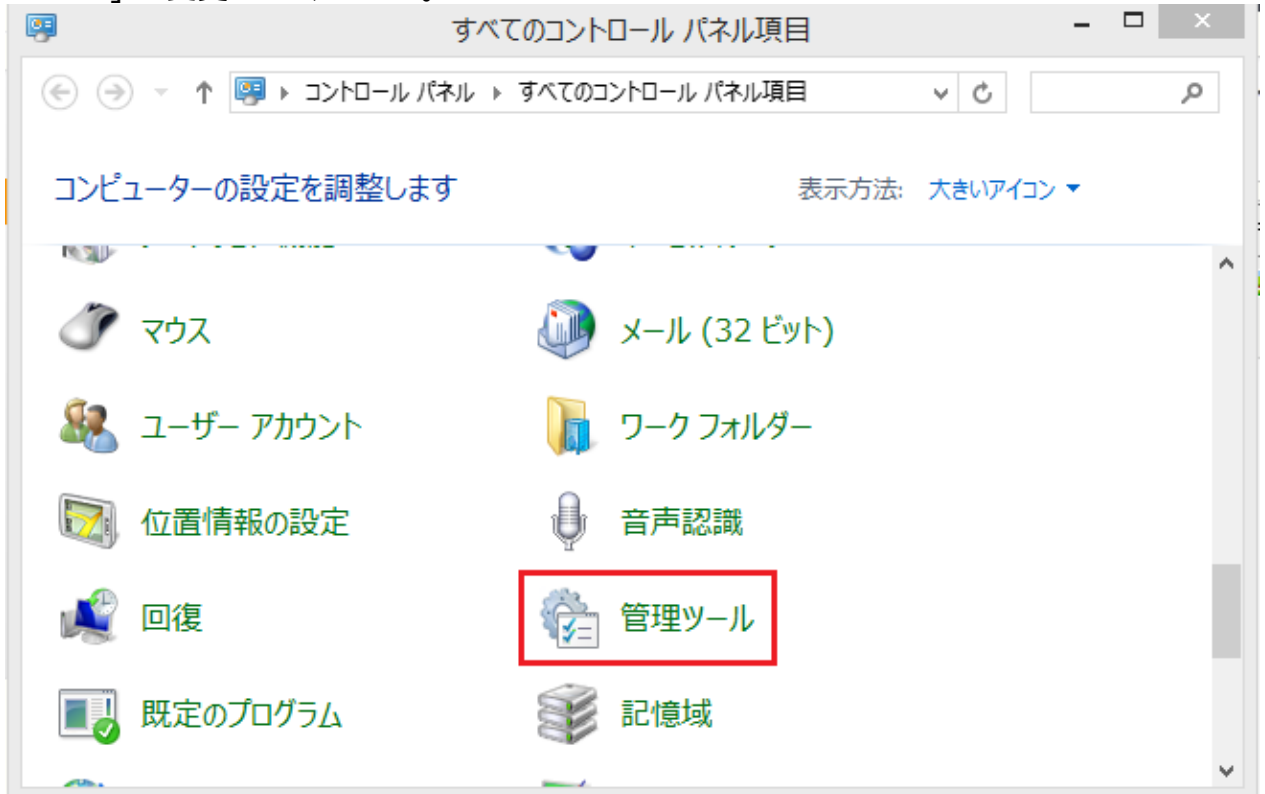 すべてのコントロール パネル項目
コントロール パネル すべてのコントロール パネル項目
コンピューターの設定を調整します 表示方法: 大きいアイコン
マウス メール (32 ビット)
ユーザー アカウント ワーク フォルダー
位置情報の設定 音声認識
回復 管理ツール
既定のプログラム 記憶域